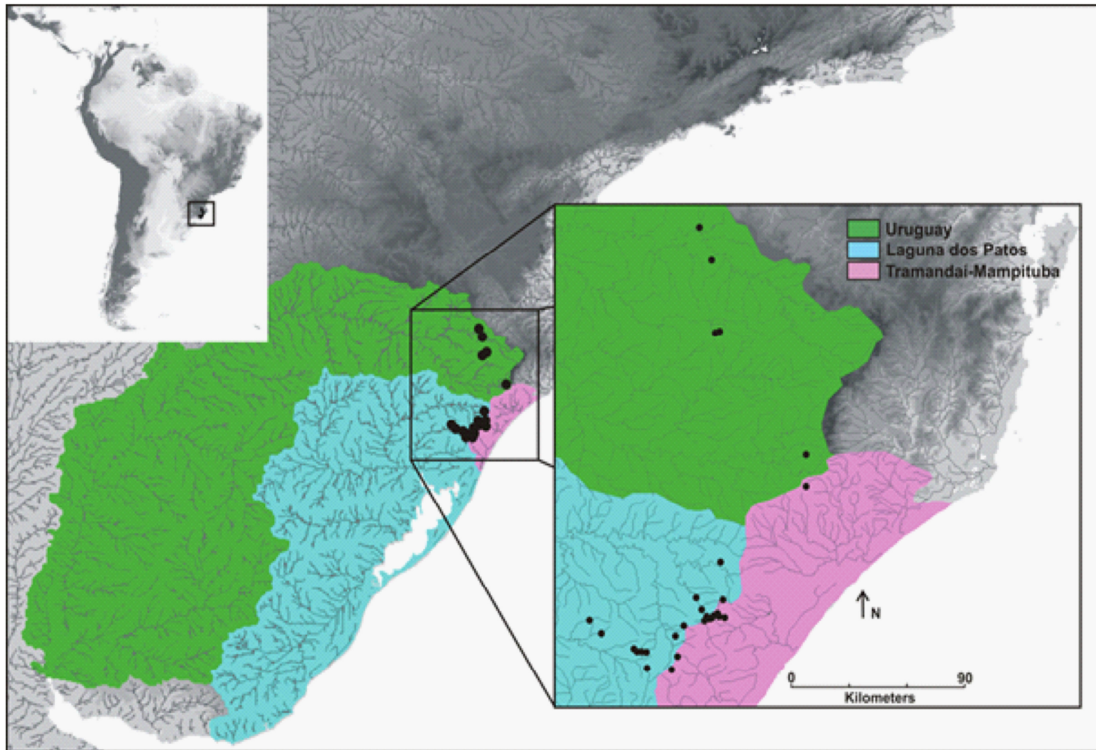 Uruguay
Laguna dos Patos
Tramandaí-Mampituba
N
0 90
Kilometers